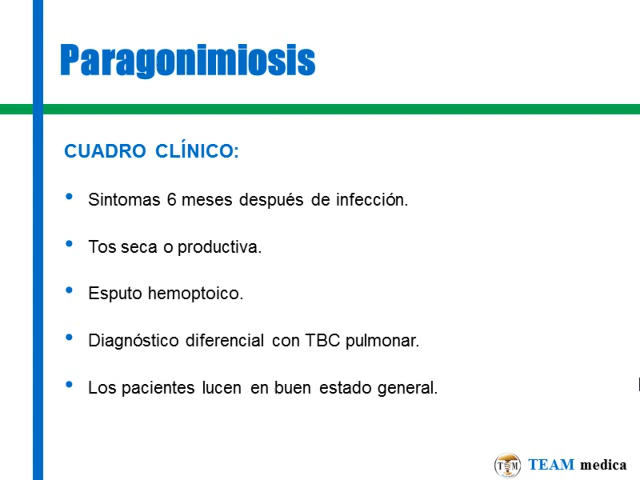 Paragonimiosis
CUADRO CLÍNICO:
• Sintomas 6 meses después de infección.
• Tos seca o productiva.
• Esputo hemoptoico.
• Diagnóstico diferencial con TBC pulmonar.
• Los pacientes lucen en buen estado general.
TEAM medica